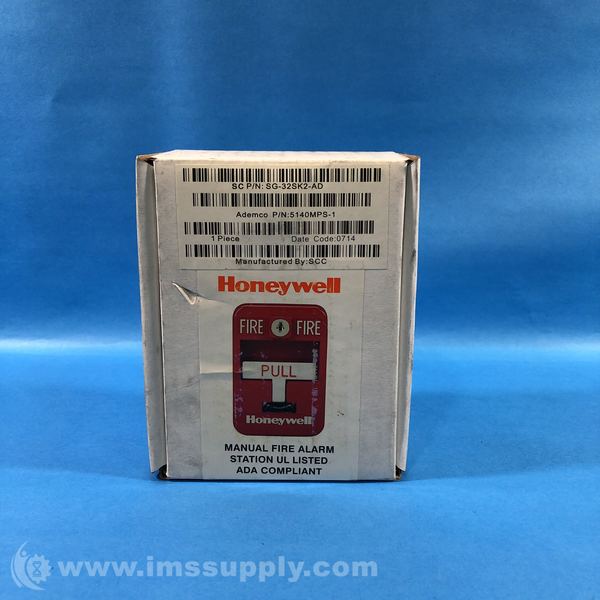 SC P/N: SG-32SK2-AD
Ademco P/N:5140MPS-1
1 Piece Date Code:0714
Manufactured By:SCC
Honeywell
FIRE FIRE
PULL
Honeywell
MANUAL FIRE ALARM
STATION UL LISTED
ADA COMPLIANT
www.imssupply.com